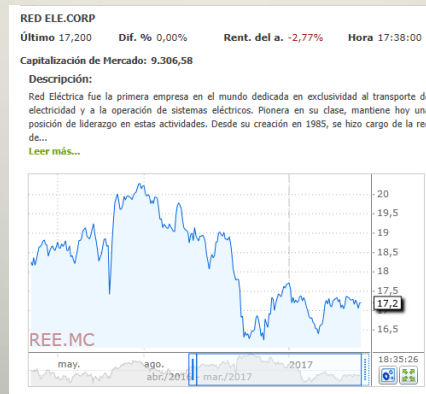 RED ELE.CORP
Último 17,200 Dif. % 0,00% Rent. del a. -2,77% Hora 17:38:00
Capitalización de Mercado: 9.306,58
Descripción:
Red Eléctrica fue la primera empresa en el mundo dedicada en exclusividad al transporte de
electricidad y a la operación de sistemas eléctricos. Pionera en su clase, mantiene hoy una
posición de liderazgo en estas actividades. Desde su creación en 1985, se hizo cargo de la red
de...
Leer más...
20
19,5
19
18,5
18
17,5
17,2
16,5
REE.MC
may. ago. 2017
abr./2016 - mar./2017
18:35:26